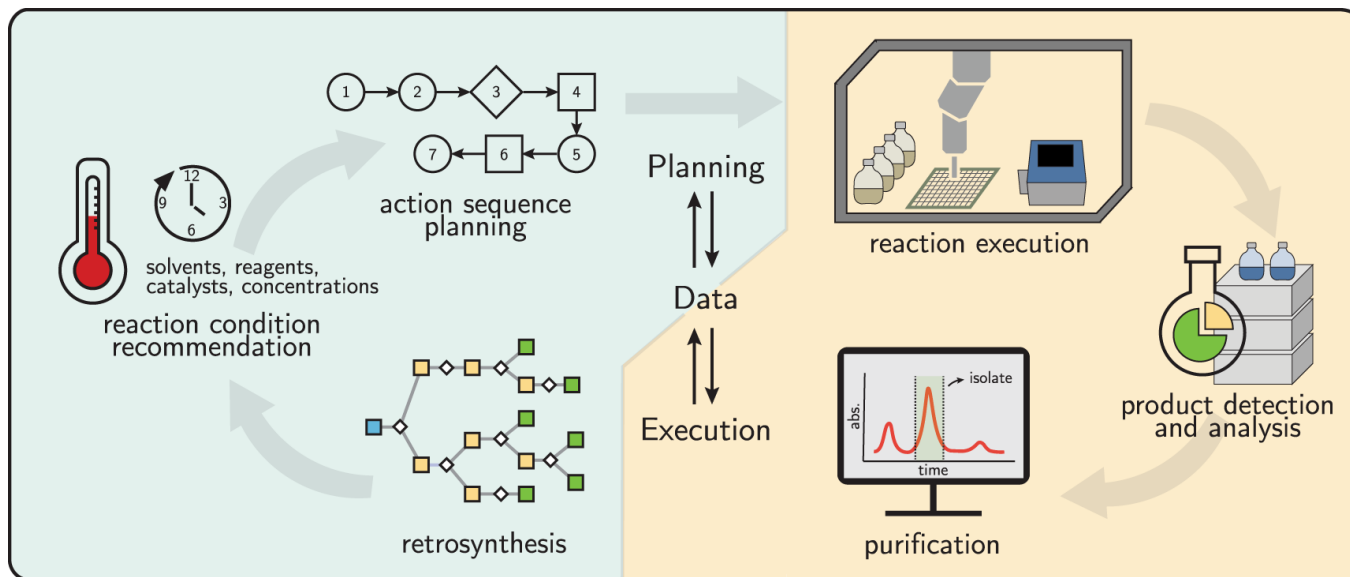 1
2
3
4
7
6
5
action sequence
planning
12
9
3
6
solvents, reagents,
catalysts, concentrations
reaction condition
recommendation
retrosynthesis
Planning
Data
Execution
reaction execution
product detection
and analysis
isolate
abs.
time
purification